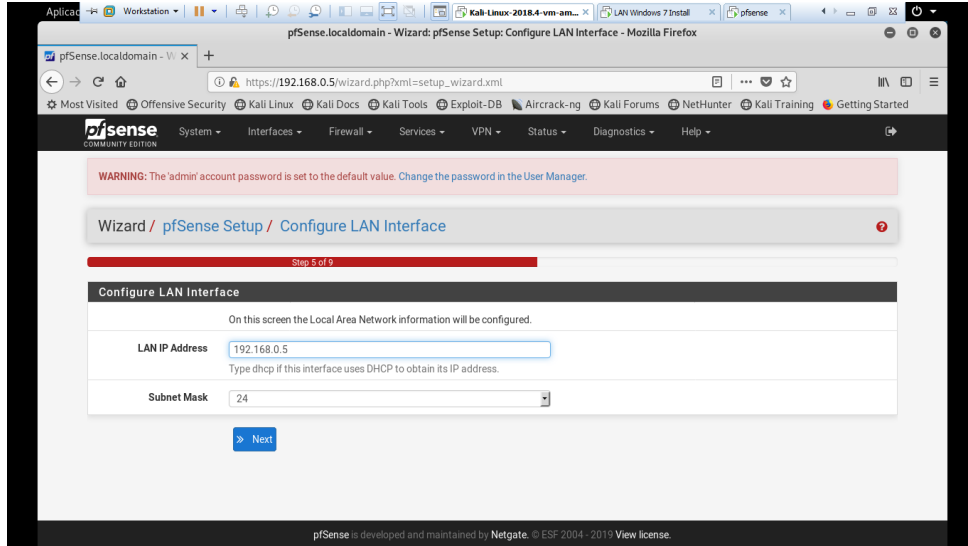 Aplicac Workstation Kali-Linux-2018.4-vm-am... LAN Windows 7 Install pfsense
pfSense.localdomain - Wizard: pfSense Setup: Configure LAN Interface - Mozilla Firefox
pfSense.localdomain - W
https://192.168.0.5/wizard.php?xml=setup_wizard.xml
Most Visited Offensive Security Kali Linux Kali Docs Kali Tools Exploit-DB Aircrack-ng Kali Forums NetHunter Kali Training Getting Started
pfsense System Interfaces Firewall Services VPN Status Diagnostics Help
COMMUNITY EDITION
WARNING: The 'admin' account password is set to the default value. Change the password in the User Manager.
Wizard / pfSense Setup / Configure LAN Interface
Step 5 of 9
Configure LAN Interface
On this screen the Local Area Network information will be configured.
LAN IP Address 192.168.0.5
Type dhcp if this interface uses DHCP to obtain its IP address.
Subnet Mask 24
» Next
pfSense is developed and maintained by Netgate. © ESF 2004 - 2019 View license.